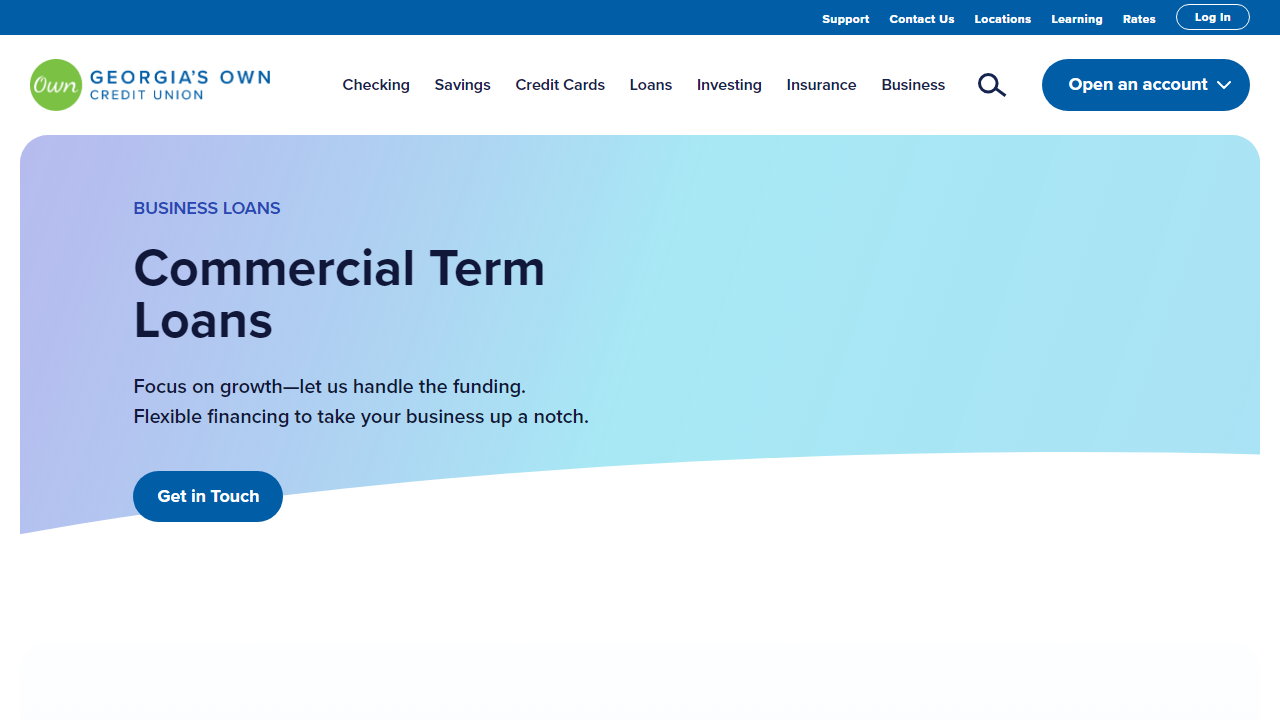 Support Contact Us Locations Learning Rates Log In
Own GEORGIA'S OWN
CREDIT UNION
Checking Savings Credit Cards Loans Investing Insurance Business
Open an account
BUSINESS LOANS
Commercial Term
Loans
Focus on growth—let us handle the funding.
Flexible financing to take your business up a notch.
Get in Touch